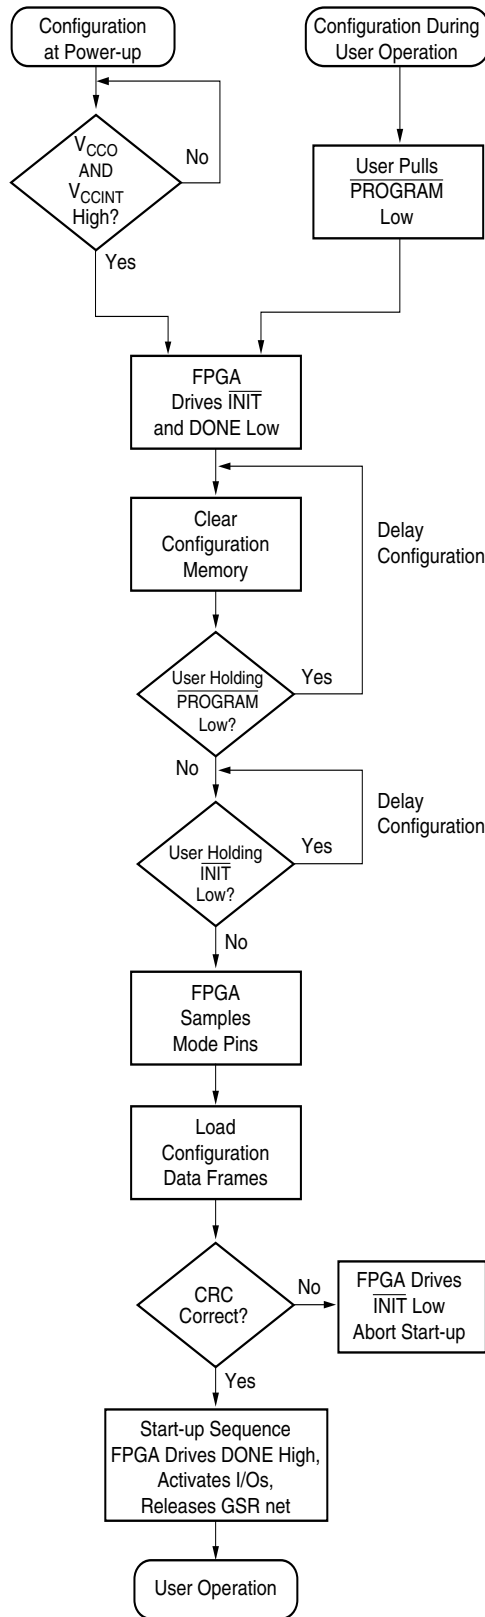 Configuration
at Power-up
Configuration During
User Operation
VCCO
AND
VCCINT
High?
No
Yes
User Pulls
PROGRAM
Low
FPGA
Drives INIT
and DONE Low
Clear
Configuration
Memory
Delay
Configuration
User Holding
PROGRAM
Low?
Yes
No
Delay
Configuration
User Holding
INIT
Low?
Yes
No
FPGA
Samples
Mode Pins
Load
Configuration
Data Frames
CRC
Correct?
No
FPGA Drives
INIT Low
Abort Start-up
Yes
Start-up Sequence
FPGA Drives DONE High,
Activates I/Os,
Releases GSR net
User Operation